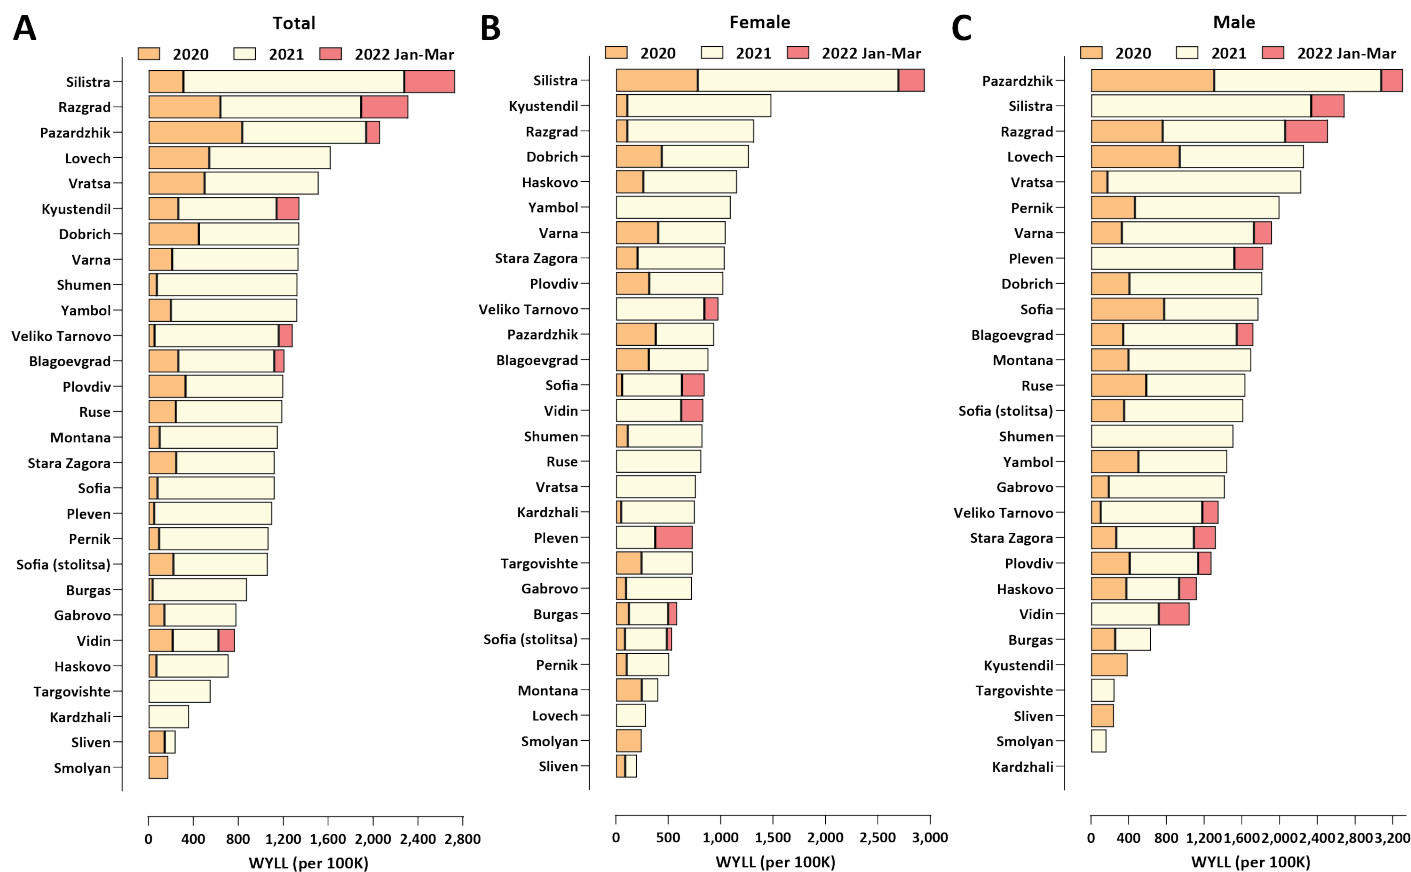 A
Total
2020 2021 2022 Jan-Mar
Silistra
Razgrad
Pazardzhik
Lovech
Vratsa
Kyustendil
Dobrich
Varna
Shumen
Yambol
Veliko Tarnovo
Blagoevgrad
Plovdiv
Ruse
Montana
Stara Zagora
Sofia
Pleven
Pernik
Sofia (stolitsa)
Burgas
Gabrovo
Vidin
Haskovo
Targovishte
Kardzhali
Sliven
Smolyan
0 400 800 1,200 1,600 2,000 2,400 2,800
WYLL (per 100K)
B
Female
2020 2021 2022 Jan-Mar
Silistra
Kyustendil
Razgrad
Dobrich
Haskovo
Yambol
Varna
Stara Zagora
Plovdiv
Veliko Tarnovo
Pazardzhik
Blagoevgrad
Sofia
Vidin
Shumen
Ruse
Vratsa
Kardzhali
Pleven
Targovishte
Gabrovo
Burgas
Sofia (stolitsa)
Pernik
Montana
Lovech
Smolyan
Sliven
0 500 1,000 1,500 2,000 2,500 3,000
WYLL (per 100K)
C
Male
2020 2021 2022 Jan-Mar
Pazardzhik
Silistra
Razgrad
Lovech
Vratsa
Pernik
Varna
Pleven
Dobrich
Sofia
Blagoevgrad
Montana
Ruse
Sofia (stolitsa)
Shumen
Yambol
Gabrovo
Veliko Tarnovo
Stara Zagora
Plovdiv
Haskovo
Vidin
Burgas
Kyustendil
Targovishte
Sliven
Smolyan
Kardzhali
0 400 800 1,200 1,600 2,000 2,400 2,800 3,200
WYLL (per 100K)